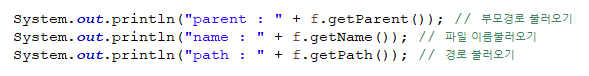 System.out.println("parent : " + f.getParent()); // 부모경로 불러오기
System.out.println("name : " + f.getName()); // 파일 이름불러오기
System.out.println("path : " + f.getPath()); // 경로 불러오기